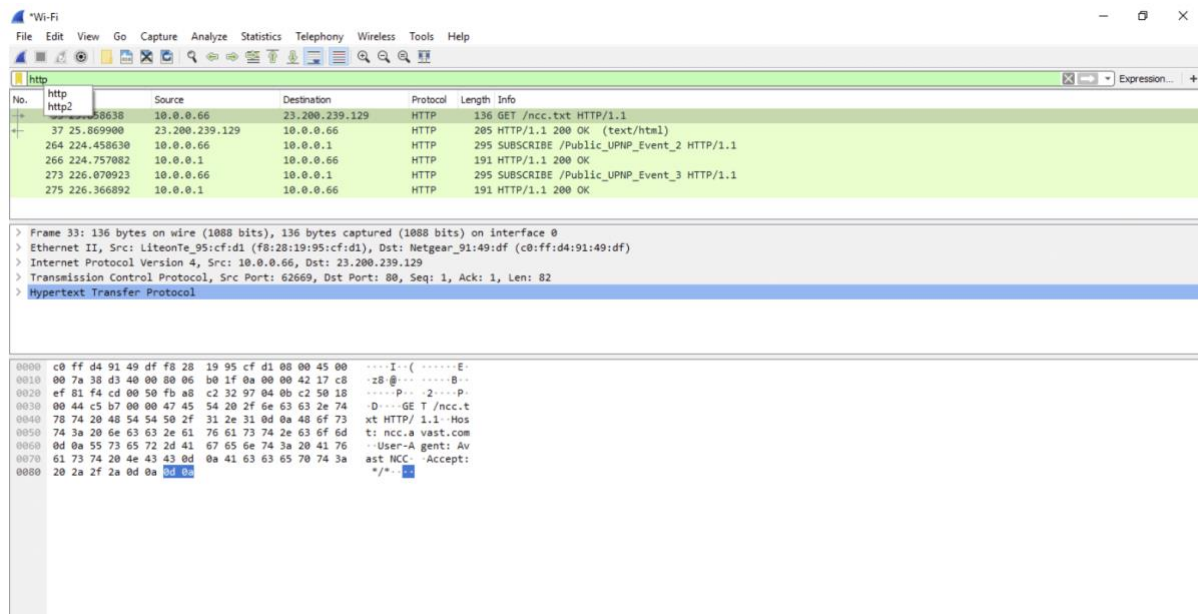 *Wi-Fi
File Edit View Go Capture Analyze Statistics Telephony Wireless Tools Help
http
Expression... +
http
http2
No. Source Destination Protocol Length Info
10.0.0.66 23.200.239.129 HTTP 136 GET /ncc.txt HTTP/1.1
37 25.869900 23.200.239.129 10.0.0.66 HTTP 205 HTTP/1.1 200 OK (text/html)
264 224.458630 10.0.0.66 10.0.0.1 HTTP 295 SUBSCRIBE /Public_UPNP_Event_2 HTTP/1.1
266 224.757082 10.0.0.1 10.0.0.66 HTTP 191 HTTP/1.1 200 OK
273 226.070923 10.0.0.66 10.0.0.1 HTTP 295 SUBSCRIBE /Public_UPNP_Event_3 HTTP/1.1
275 226.366892 10.0.0.1 10.0.0.66 HTTP 191 HTTP/1.1 200 OK
> Frame 33: 136 bytes on wire (1088 bits), 136 bytes captured (1088 bits) on interface 0
> Ethernet II, Src: LiteonTe_95:cf:d1 (f8:28:19:95:cf:d1), Dst: Netgear_91:49:df (c0:ff:d4:91:49:df)
> Internet Protocol Version 4, Src: 10.0.0.66, Dst: 23.200.239.129
> Transmission Control Protocol, Src Port: 62669, Dst Port: 80, Seq: 1, Ack: 1, Len: 82
> Hypertext Transfer Protocol
0000 c0 ff d4 91 49 df f8 28 19 95 cf d1 08 00 45 00 ····I··( ······E·
0010 00 7a 38 d3 40 00 80 06 b0 1f 0a 00 00 42 17 c8 ·z8·@··· ·····B··
0020 ef 81 f4 cd 00 50 fb a8 c2 32 97 04 0b c2 50 18 ·····P·· ·2····P·
0030 00 44 c5 b7 00 00 47 45 54 20 2f 6e 63 63 2e 74 ·D····GE T /ncc.t
0040 78 74 20 48 54 54 50 2f 31 2e 31 0d 0a 48 6f 73 xt HTTP/ 1.1··Hos
0050 74 3a 20 6e 63 63 2e 61 76 61 73 74 2e 63 6f 6d t: ncc.a vast.com
0060 0d 0a 55 73 65 72 2d 41 67 65 6e 74 3a 20 41 76 ··User-A gent: Av
0070 61 73 74 20 4e 43 43 0d 0a 41 63 63 65 70 74 3a ast NCC· ·Accept:
0080 20 2a 2f 2a 0d 0a 0d 0a */*····